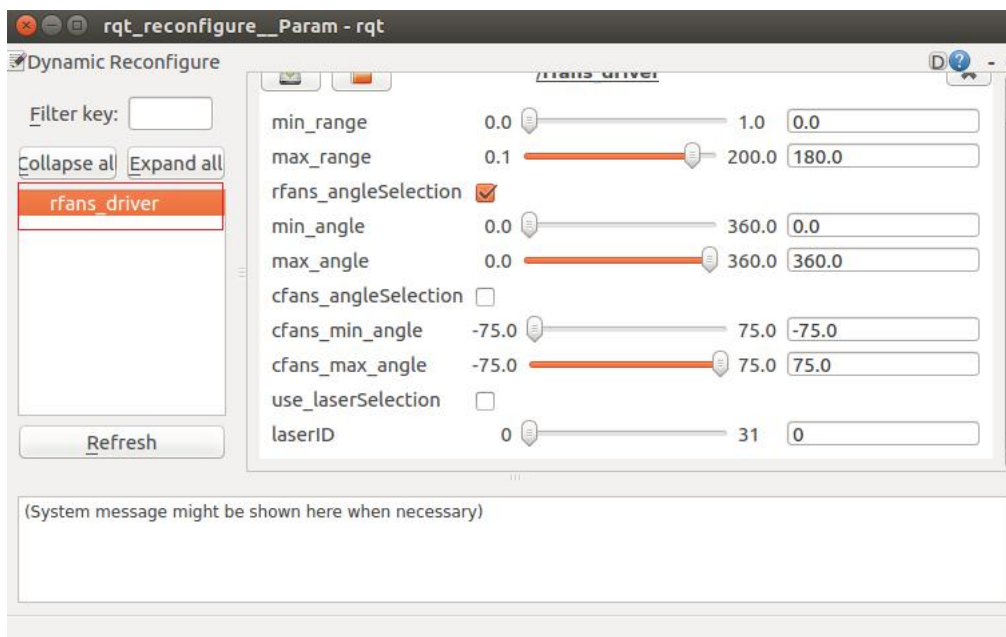 rqt_reconfigure__Param - rqt
Dynamic Reconfigure
D ? -
Filter key:
Collapse all Expand all
rfans_driver
Refresh
/rfans_driver
min_range 0.0 1.0 0.0
max_range 0.1 200.0 180.0
rfans_angleSelection
min_angle 0.0 360.0 0.0
max_angle 0.0 360.0 360.0
cfans_angleSelection
cfans_min_angle -75.0 75.0 -75.0
cfans_max_angle -75.0 75.0 75.0
use_laserSelection
laserID 0 31 0
(System message might be shown here when necessary)